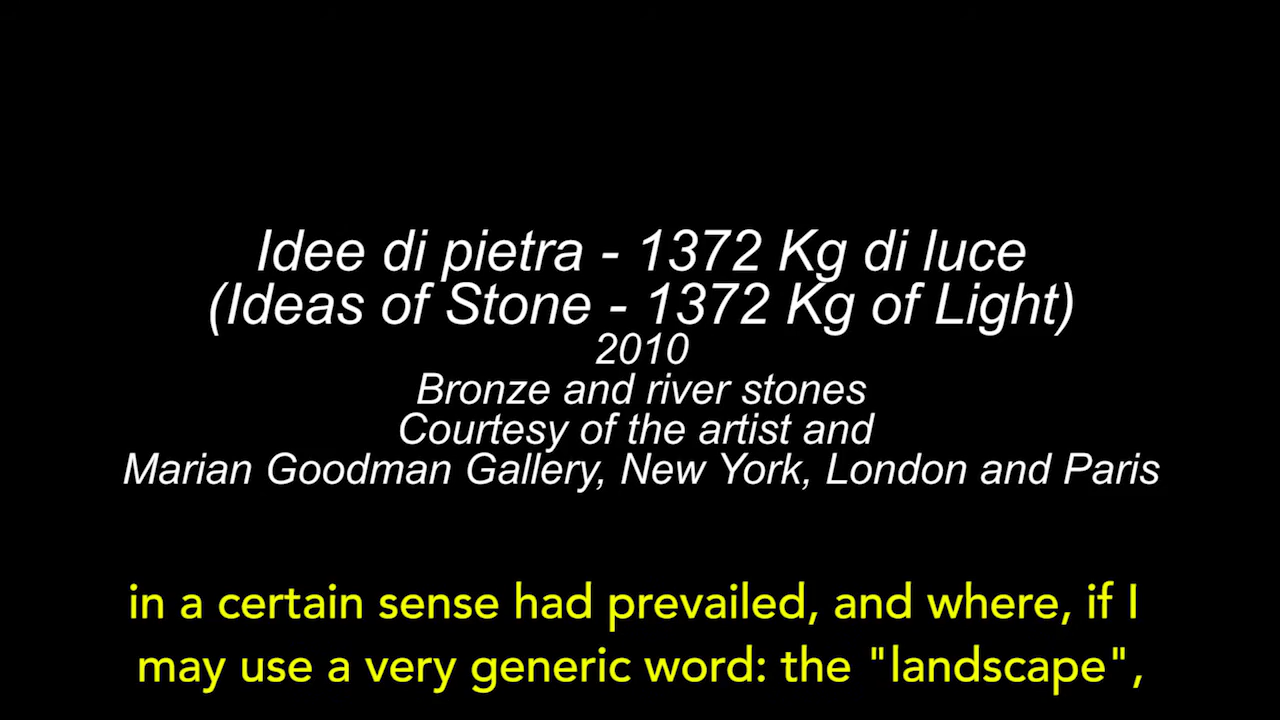 Idee di pietra - 1372 Kg di luce
(Ideas of Stone - 1372 Kg of Light)
2010
Bronze and river stones
Courtesy of the artist and
Marian Goodman Gallery, New York, London and Paris
in a certain sense had prevailed, and where, if I
may use a very generic word: the "landscape",